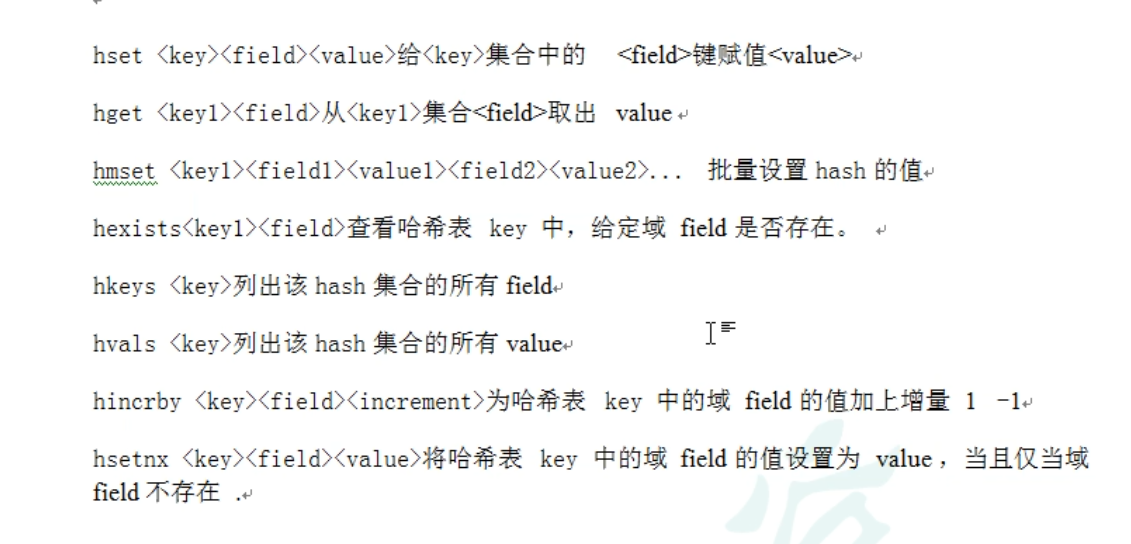 hset <key><field><value>给<key>集合中的 <field>键赋值<value>
hget <key1><field>从<key1>集合<field>取出 value
hmset <key1><field1><value1><field2><value2>... 批量设置 hash 的值
hexists<key1><field>查看哈希表 key 中，给定域 field 是否存在。
hkeys <key>列出该 hash 集合的所有 field
hvals <key>列出该 hash 集合的所有 value
hincrby <key><field><increment>为哈希表 key 中的域 field 的值加上增量 1 -1
hsetnx <key><field><value>将哈希表 key 中的域 field 的值设置为 value，当且仅当域
field 不存在 .